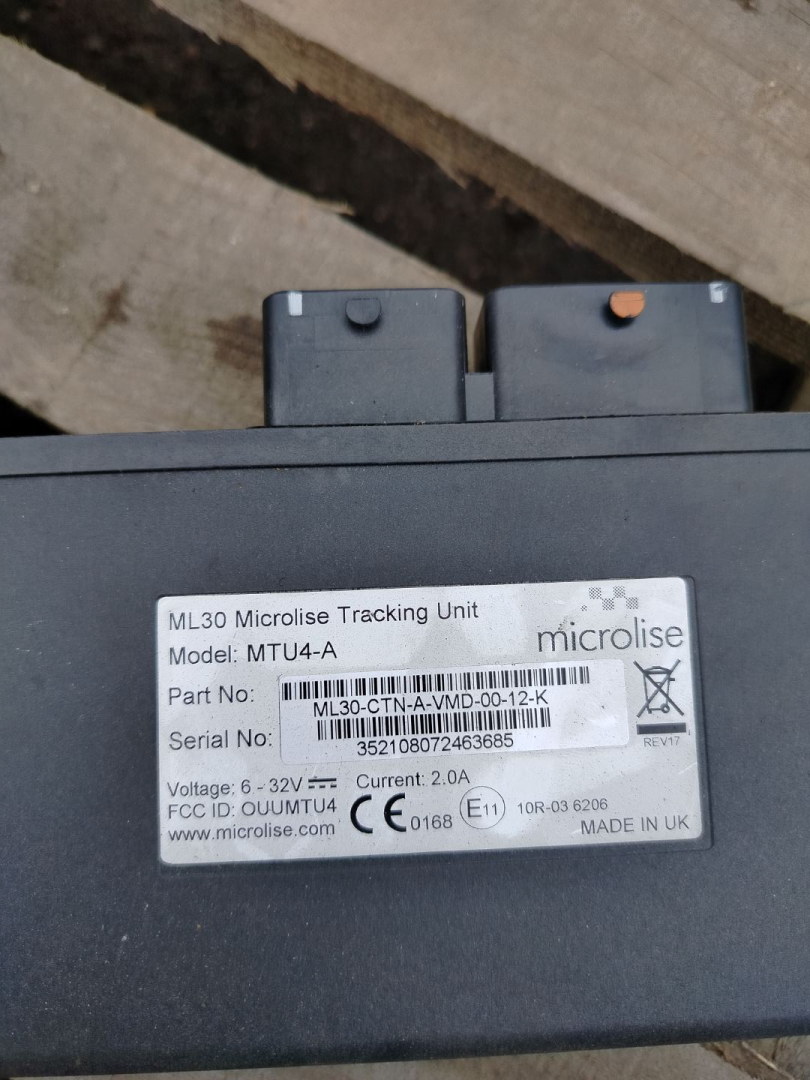 ML30 Microlise Tracking Unit
microlise
Model: MTU4-A
Part No:
ML30-CTN-A-VMD-00-12-K
Serial No:
352108072463685
REV17
Voltage: 6 - 32V
Current: 2.0A
FCC ID: OUUMTU4
CE 0168
E11
10R-03 6206
www.microlise.com
MADE IN UK